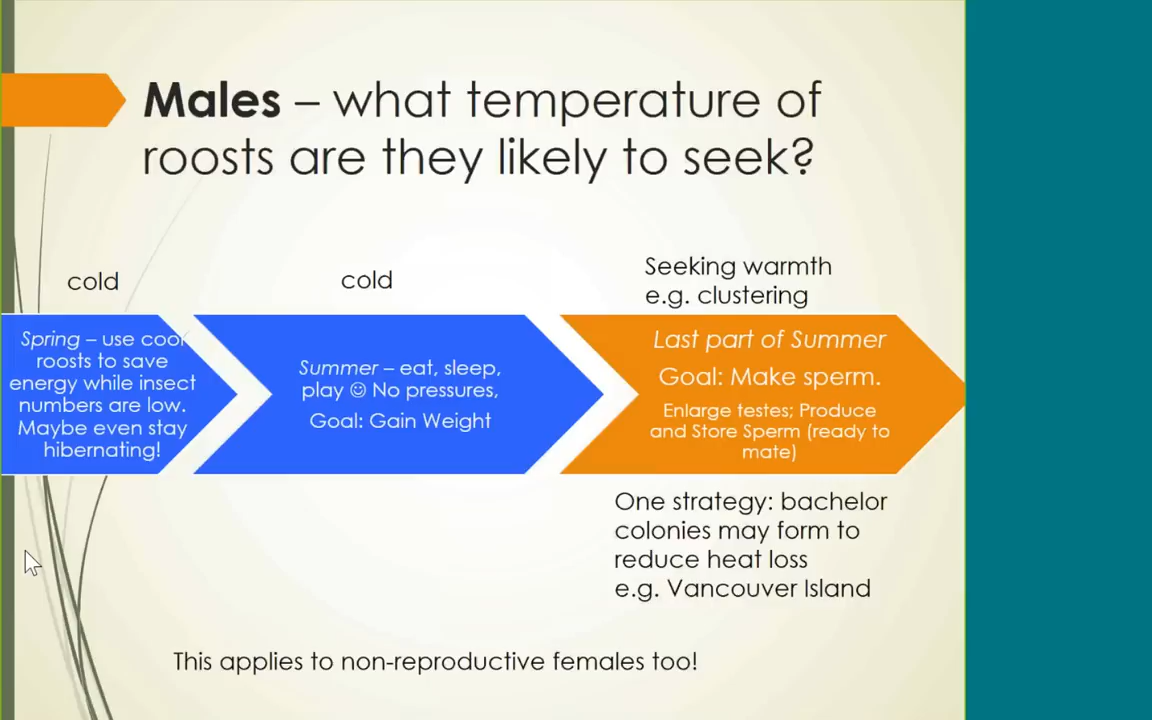 Males – what temperature of
roosts are they likely to seek?
cold
cold
Seeking warmth
e.g. clustering
Spring – use cool
roosts to save
energy while insect
numbers are low.
Maybe even stay
hibernating!
Summer – eat, sleep,
play ☺ No pressures,
Goal: Gain Weight
Last part of Summer
Goal: Make sperm.
Enlarge testes; Produce
and Store Sperm (ready to
mate)
One strategy: bachelor
colonies may form to
reduce heat loss
e.g. Vancouver Island
This applies to non-reproductive females too!